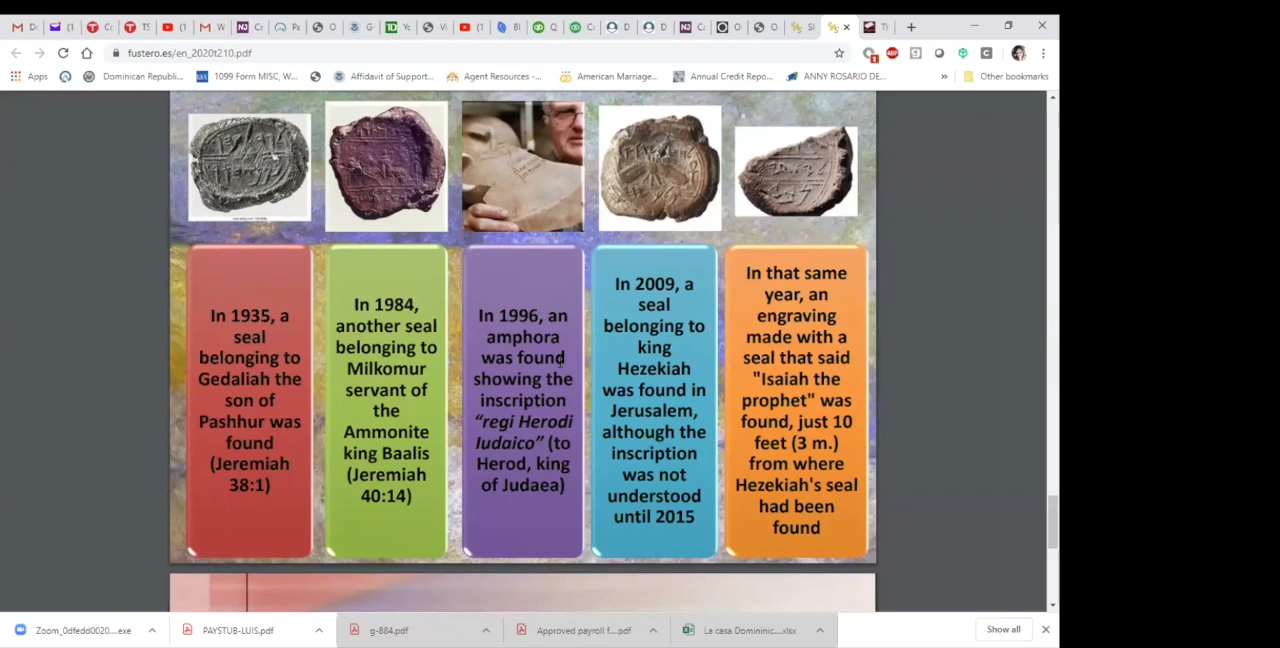 fustero.es/en_2020t210.pdf
Apps
Dominican Republi...
1099 Form MISC, W...
Affidavit of Support...
Agent Resources -...
American Marriage...
Annual Credit Repo...
ANNY ROSARIO DE...
»
Other bookmarks
In 1935, a
seal
belonging to
Gedaliah the
son of
Pashhur was
found
(Jeremiah
38:1)
In 1984,
another seal
belonging to
Milkomur
servant of
the
Ammonite
king Baalis
(Jeremiah
40:14)
In 1996, an
amphora
was found
showing the
inscription
“regi Herodi
Iudaico” (to
Herod, king
of Judaea)
In 2009, a
seal
belonging to
king
Hezekiah
was found in
Jerusalem,
although the
inscription
was not
understood
until 2015
In that same
year, an
engraving
made with a
seal that said
"Isaiah the
prophet" was
found, just 10
feet (3 m.)
from where
Hezekiah's seal
had been
found
Zoom_0dfedd0020....exe
PAYSTUB-LUIS.pdf
g-884.pdf
Approved payroll f....pdf
La casa Domininic....xlsx
Show all